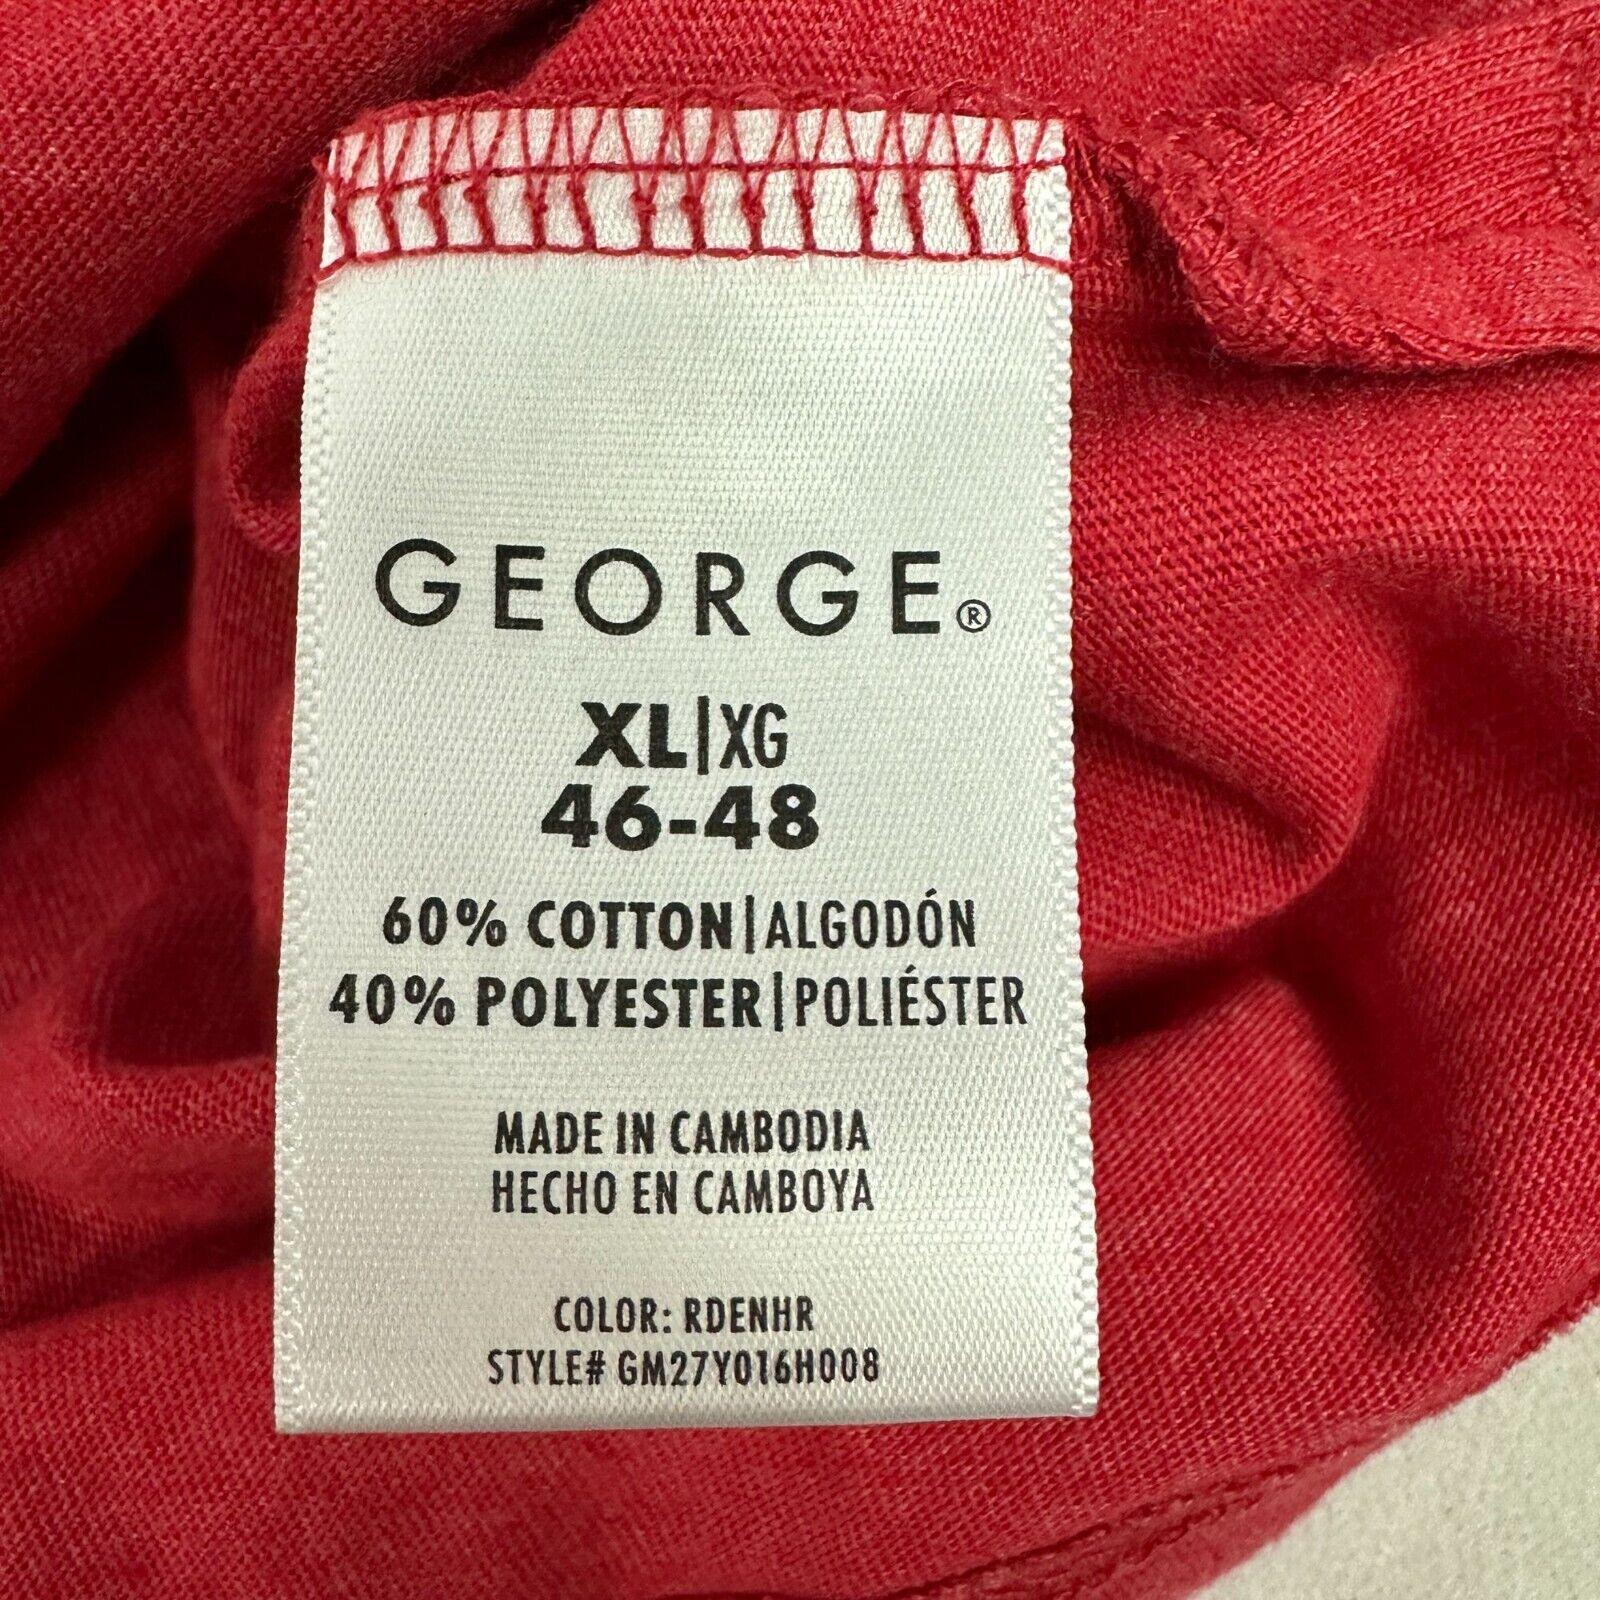 GEORGE®
XL|XG
46-48
60% COTTON|ALGODÓN
40% POLYESTER|POLIÉSTER
MADE IN CAMBODIA
HECHO EN CAMBOYA
COLOR: RDENHR
STYLE# GM27Y016H008